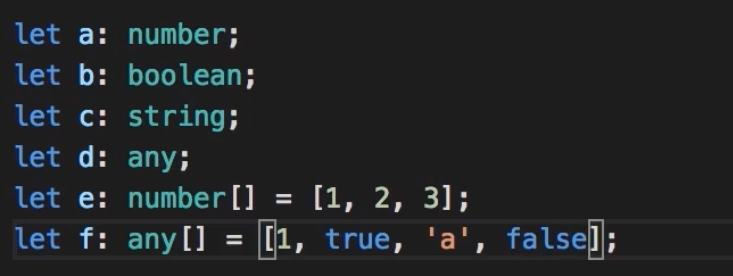 let a: number;
let b: boolean;
let c: string;
let d: any;
let e: number[] = [1, 2, 3];
let f: any[] = [1, true, 'a', false];